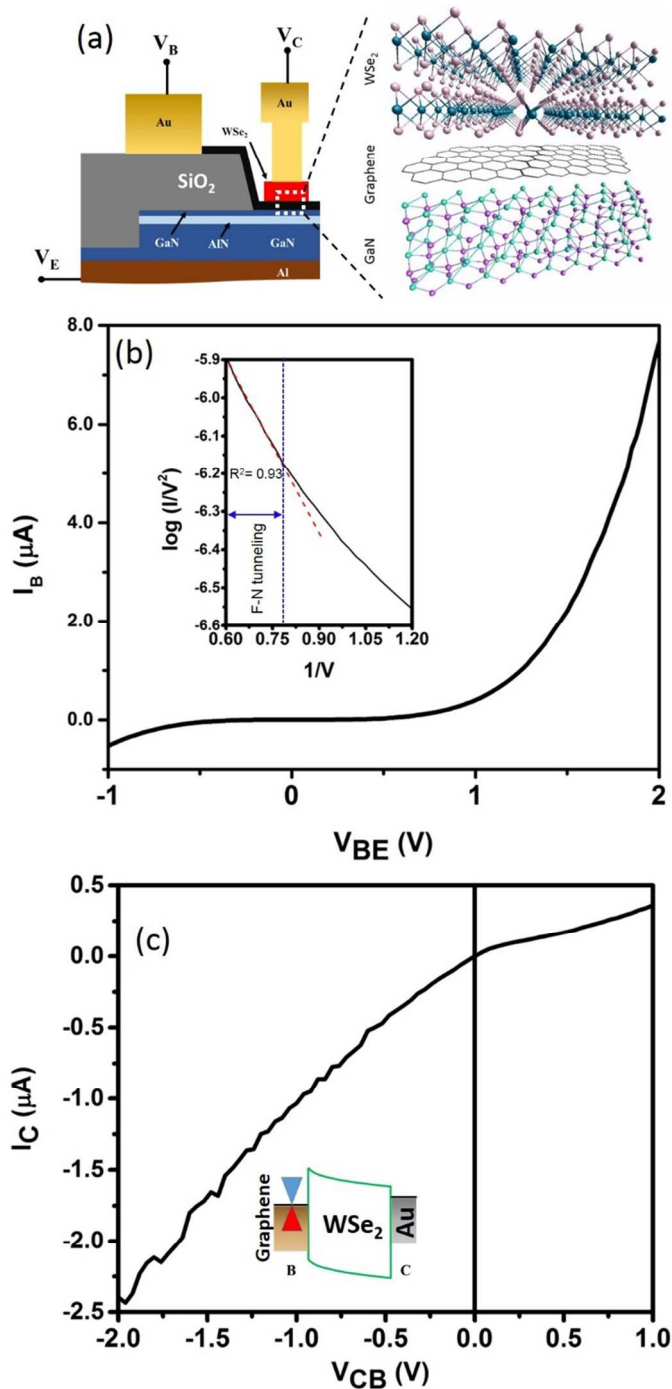 (a)
V_B
V_C
Au
Au
WSe₂
SiO₂
GaN
AlN
GaN
V_E
Al
WSe₂
Graphene
GaN
(b)
8.0
6.0
4.0
2.0
0.0
I_B (μA)
-1
0
1
2
V_BE (V)
-5.9
-6.0
-6.1
-6.2
-6.3
-6.4
-6.5
-6.6
log (I/V²)
R²= 0.93
F-N tunneling
0.60
0.75
0.90
1.05
1.20
1/V
(c)
0.5
0.0
-0.5
-1.0
-1.5
-2.0
-2.5
I_C (μA)
Graphene
WSe₂
Au
B
C
-2.0
-1.5
-1.0
-0.5
0.0
0.5
1.0
V_CB (V)